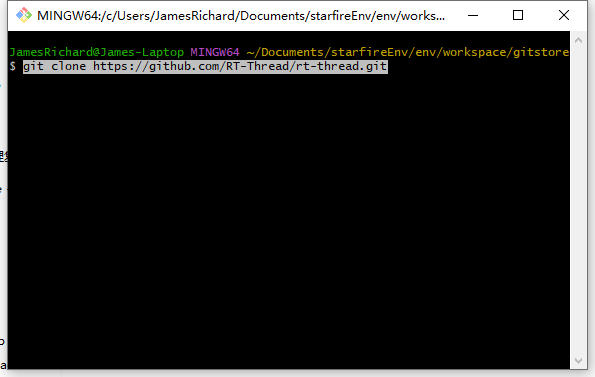 MINGW64:/c/Users/JamesRichard/Documents/starfireEnv/env/works...
JamesRichard@James-Laptop MINGW64 ~/Documents/starfireEnv/env/workspace/gitstore
$ git clone https://github.com/RT-Thread/rt-thread.git